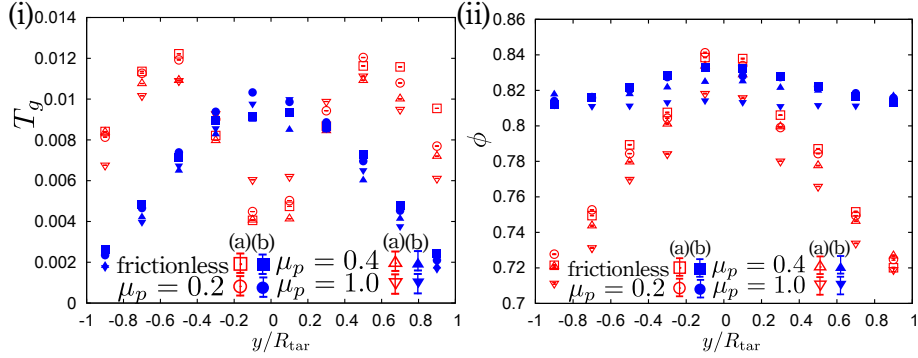 (i)
0.014
0.012
0.01
0.008
0.006
0.004
0.002
0
T_g
(a)(b) (a)(b)
frictionless μ_p = 0.4
μ_p = 0.2 μ_p = 1.0
-1 -0.8 -0.6 -0.4 -0.2 0 0.2 0.4 0.6 0.8 1
y/R_tar
(ii)
0.86
0.84
0.82
0.8
0.78
0.76
0.74
0.72
0.7
ϕ
(a)(b) (a)(b)
frictionless μ_p = 0.4
μ_p = 0.2 μ_p = 1.0
-1 -0.8 -0.6 -0.4 -0.2 0 0.2 0.4 0.6 0.8 1
y/R_tar